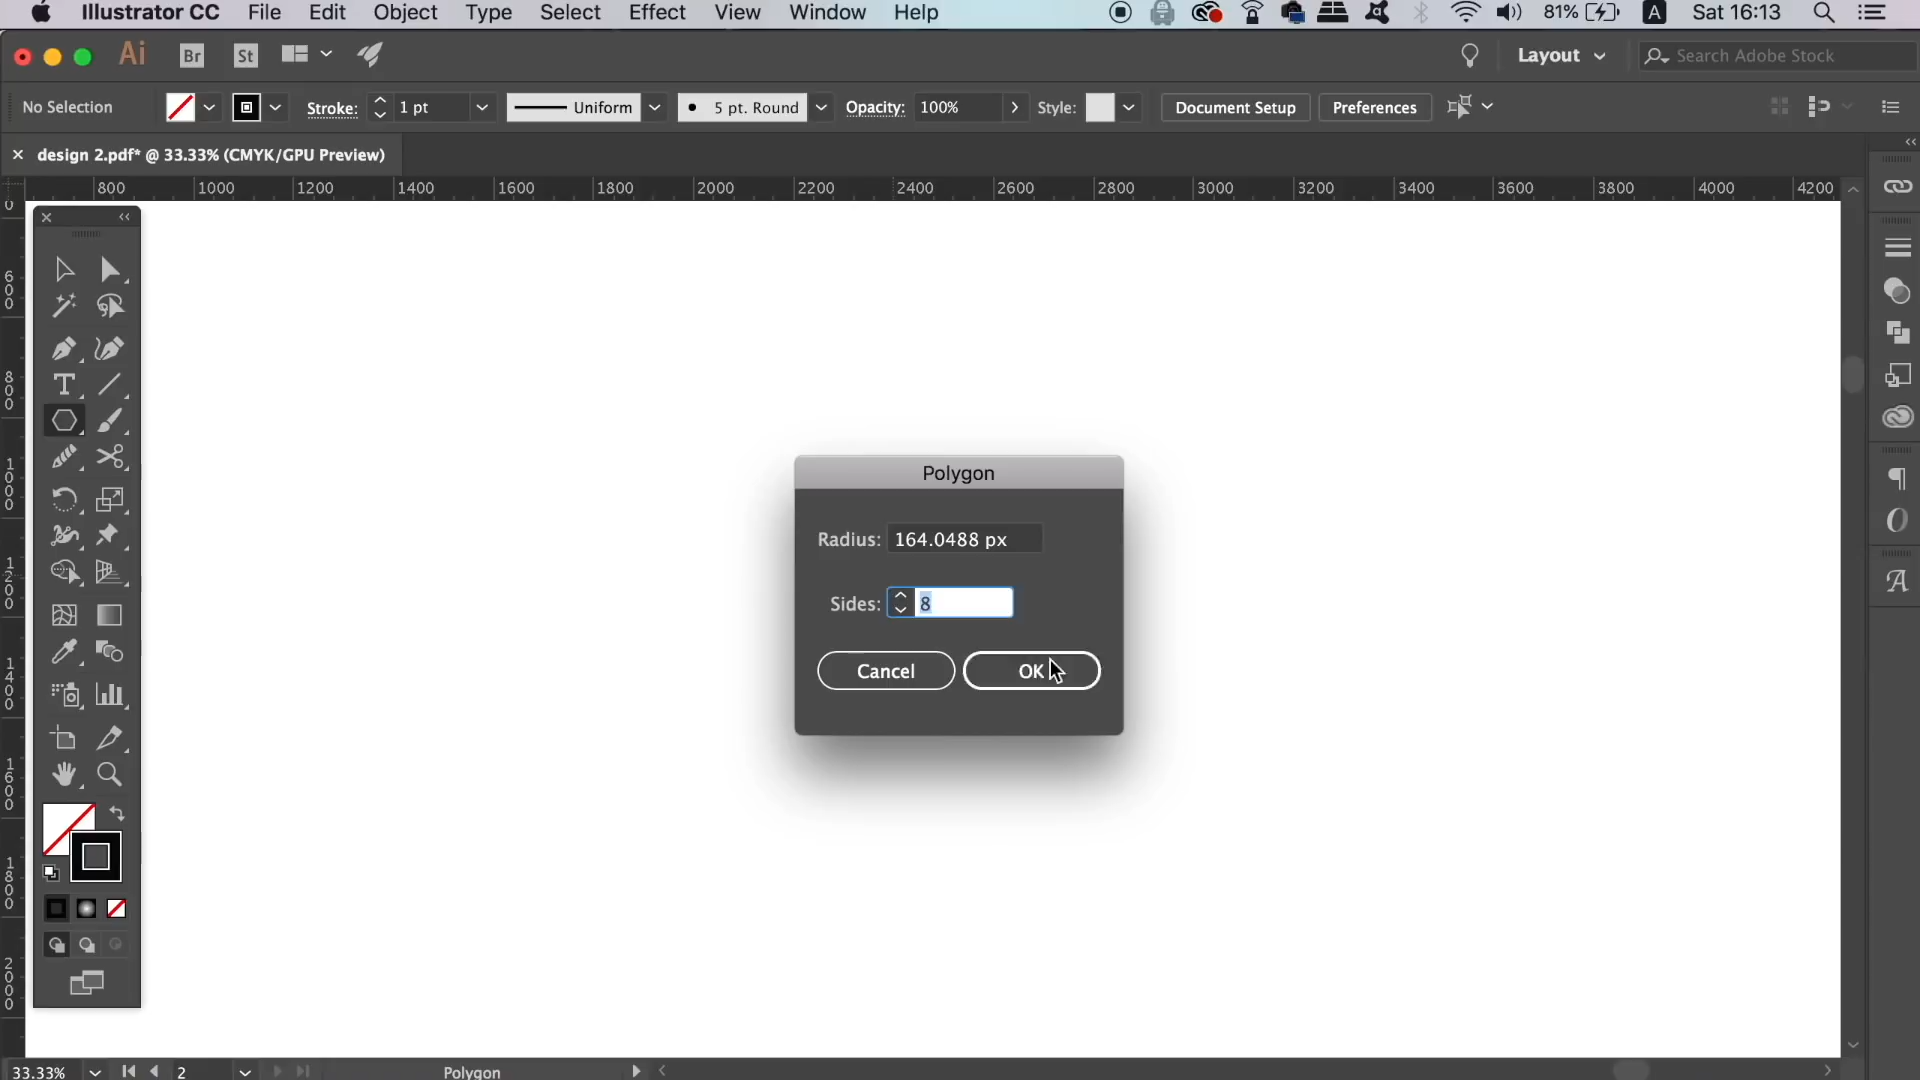 Illustrator CC File Edit Object Type Select Effect View Window Help 81% A Sat 16:13
Ai Br St Layout Search Adobe Stock
No Selection Stroke: 1 pt Uniform 5 pt. Round Opacity: 100% Style: Document Setup Preferences
design 2.pdf* @ 33.33% (CMYK/GPU Preview)
800 1000 1200 1400 1600 1800 2000 2200 2400 2600 2800 3000 3200 3400 3600 3800 4000 4200
0
600
800
1000
1200
1400
1600
1800
2000
Polygon
Radius: 164.0488 px
Sides: 8
Cancel OK
33.33% 2 Polygon